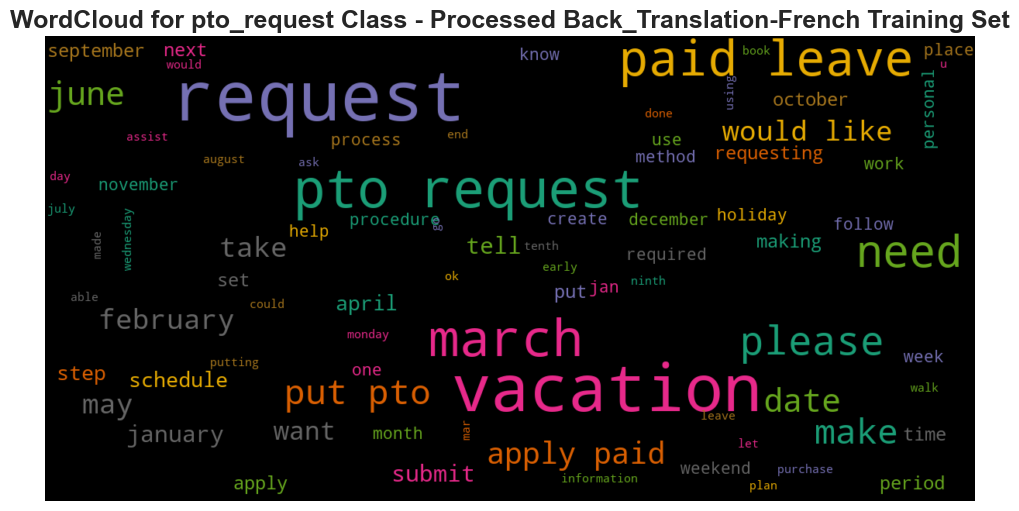 WordCloud for pto_request Class - Processed Back_Translation-French Training Set
september
next
would
know
paid leave
book
place
u
june
request
using
personal
october
done
would like
assist
process
end
use
method
requesting
work
august
ask
day
november
pto request
july
wednesday
procedure
go
create
december
holiday
follow
made
help
take
tell
tenth
required
making
need
set
ok
early
put
jan
ninth
able
could
april
february
monday
march
please
week
putting
step
schedule
one
vacation
walk
may
put pto
date
leave
january
want
month
mar
make
time
let
apply paid
submit
weekend
purchase
apply
information
plan
period